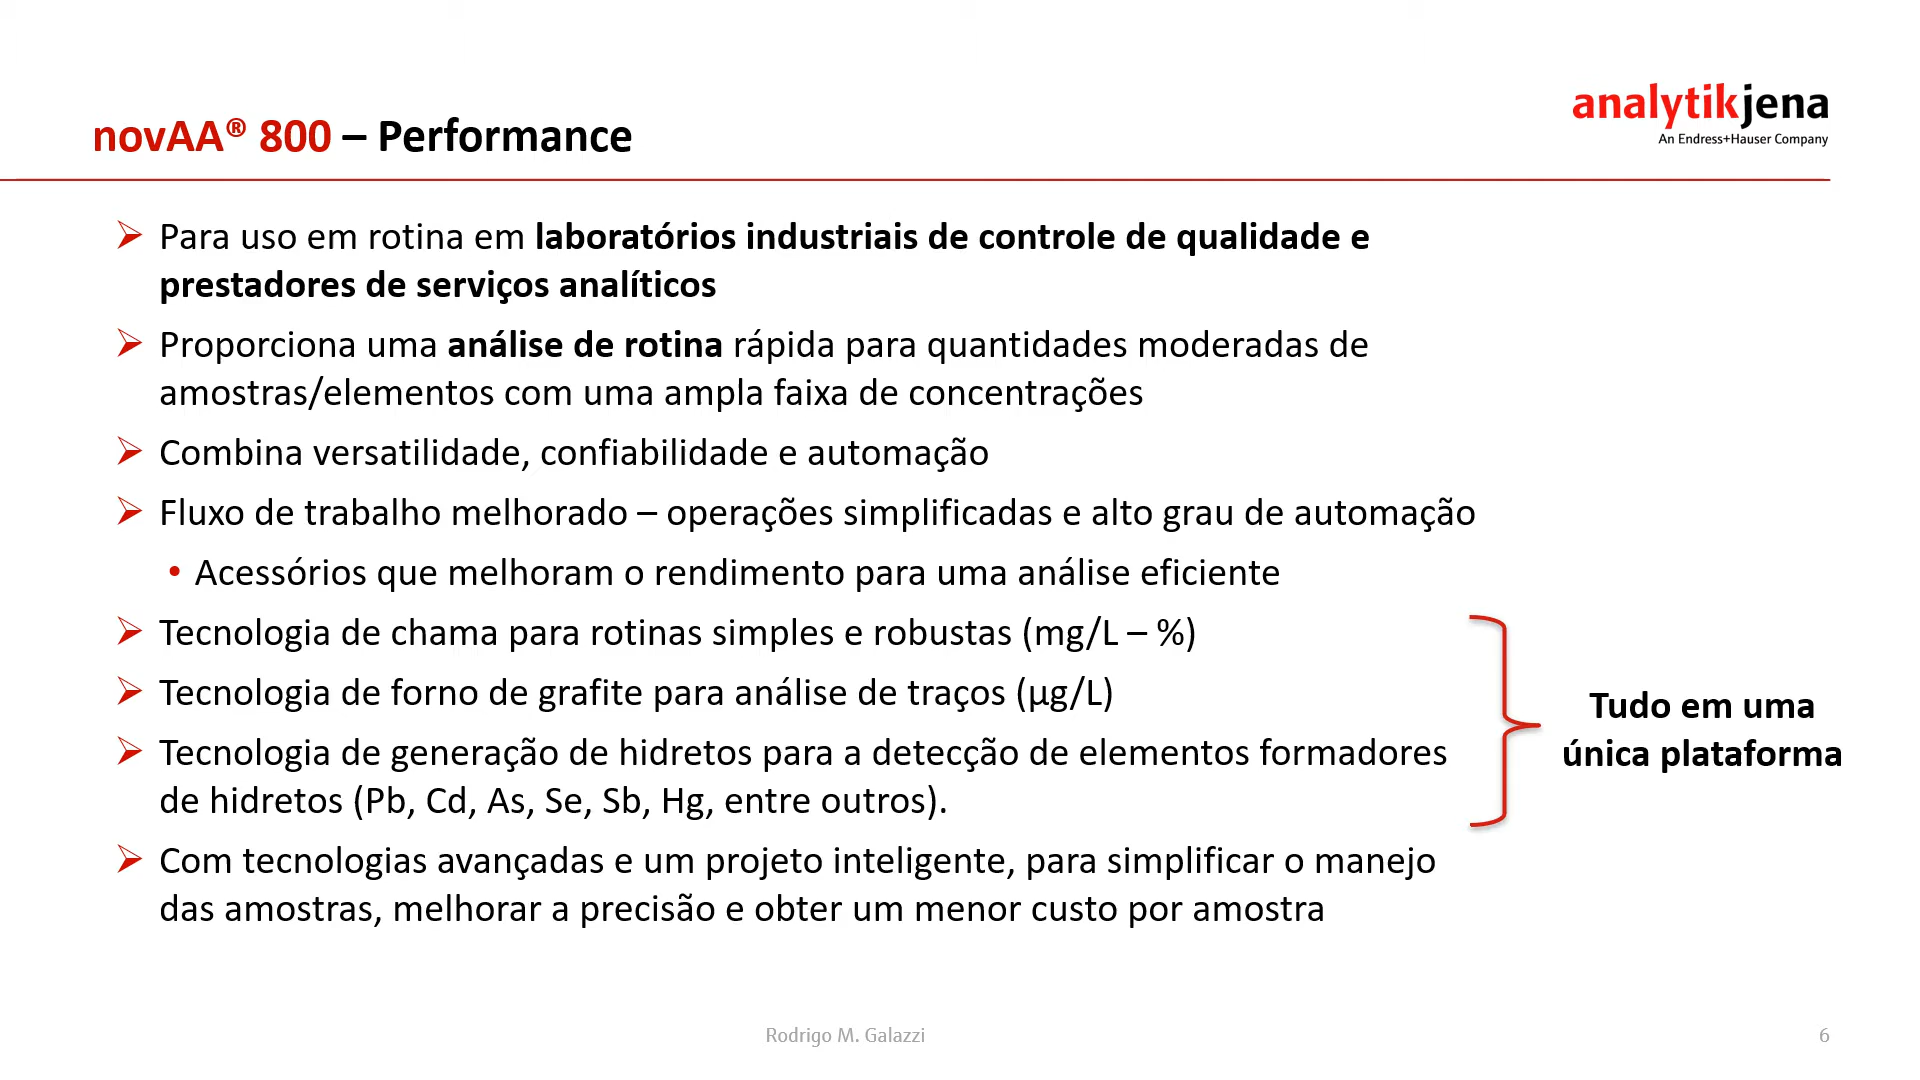 analytikjena
An Endress+Hauser Company
novAA® 800 – Performance
Para uso em rotina em laboratórios industriais de controle de qualidade e
prestadores de serviços analíticos
Proporciona uma análise de rotina rápida para quantidades moderadas de
amostras/elementos com uma ampla faixa de concentrações
Combina versatilidade, confiabilidade e automação
Fluxo de trabalho melhorado – operações simplificadas e alto grau de automação
Acessórios que melhoram o rendimento para uma análise eficiente
Tecnologia de chama para rotinas simples e robustas (mg/L – %)
Tecnologia de forno de grafite para análise de traços (µg/L)
Tecnologia de generação de hidretos para a detecção de elementos formadores
de hidretos (Pb, Cd, As, Se, Sb, Hg, entre outros).
Tudo em uma
única plataforma
Com tecnologias avançadas e um projeto inteligente, para simplificar o manejo
das amostras, melhorar a precisão e obter um menor custo por amostra
Rodrigo M. Galazzi
6